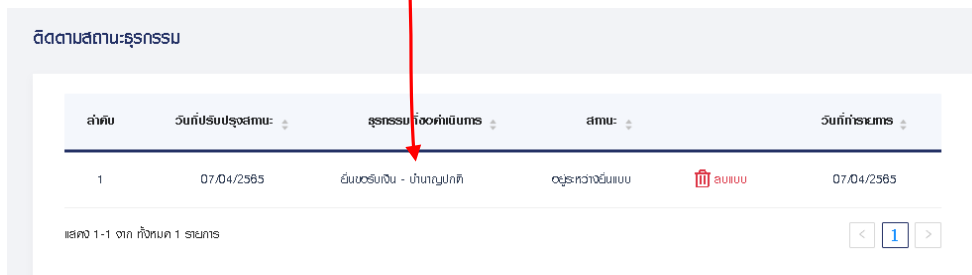 ติดตามสถานะธุรกรรม
ลำดับ วันที่ปรับปรุงสถานะ ธุรกรรมที่ขอดำเนินการ สถานะ วันที่ทำรายการ
1 07/04/2565 ยื่นขอรับเงิน - บำนาญปกติ อยู่ระหว่างยื่นแบบ ลบแบบ 07/04/2565
แสดง 1-1 จาก ทั้งหมด 1 รายการ < 1 >